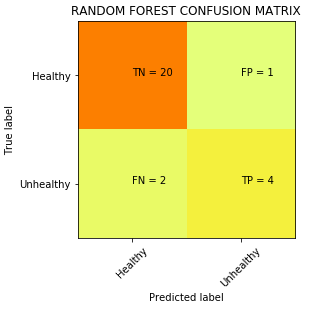 RANDOM FOREST CONFUSION MATRIX
Healthy
TN = 20
FP = 1
True label
Unhealthy
FN = 2
TP = 4
Healthy
Unhealthy
Predicted label